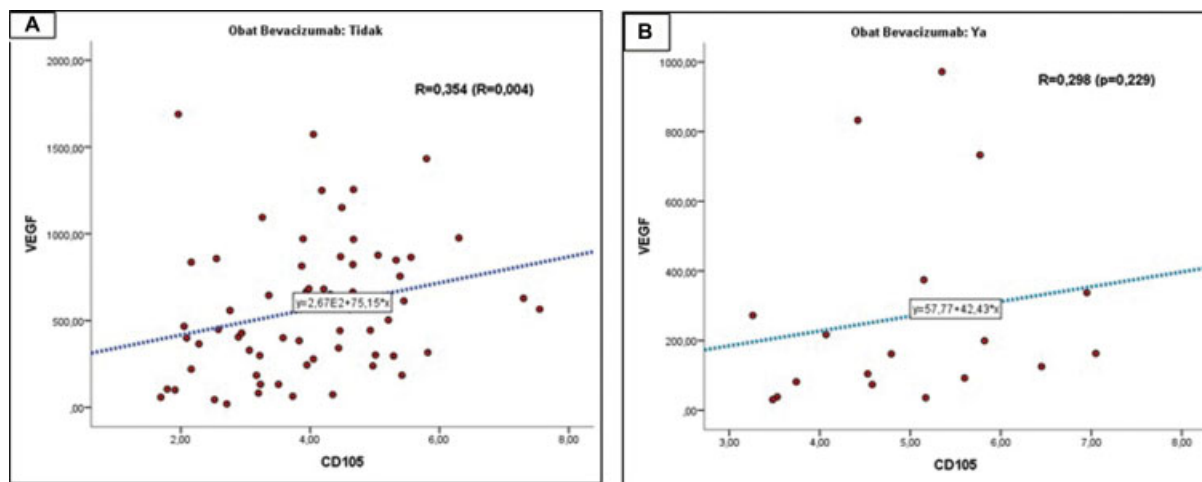 A
Obat Bevacizumab: Tidak
R=0,354 (R=0,004)
VEGF
2000,00
1500,00
1000,00
500,00
,00
y=2,67E2+75,15*x
2,00 4,00 6,00 8,00
CD105
B
Obat Bevacizumab: Ya
R=0,298 (p=0,229)
VEGF
1000,00
800,00
600,00
400,00
200,00
,00
y=57,77+42,43*x
3,00 4,00 5,00 6,00 7,00 8,00
CD105